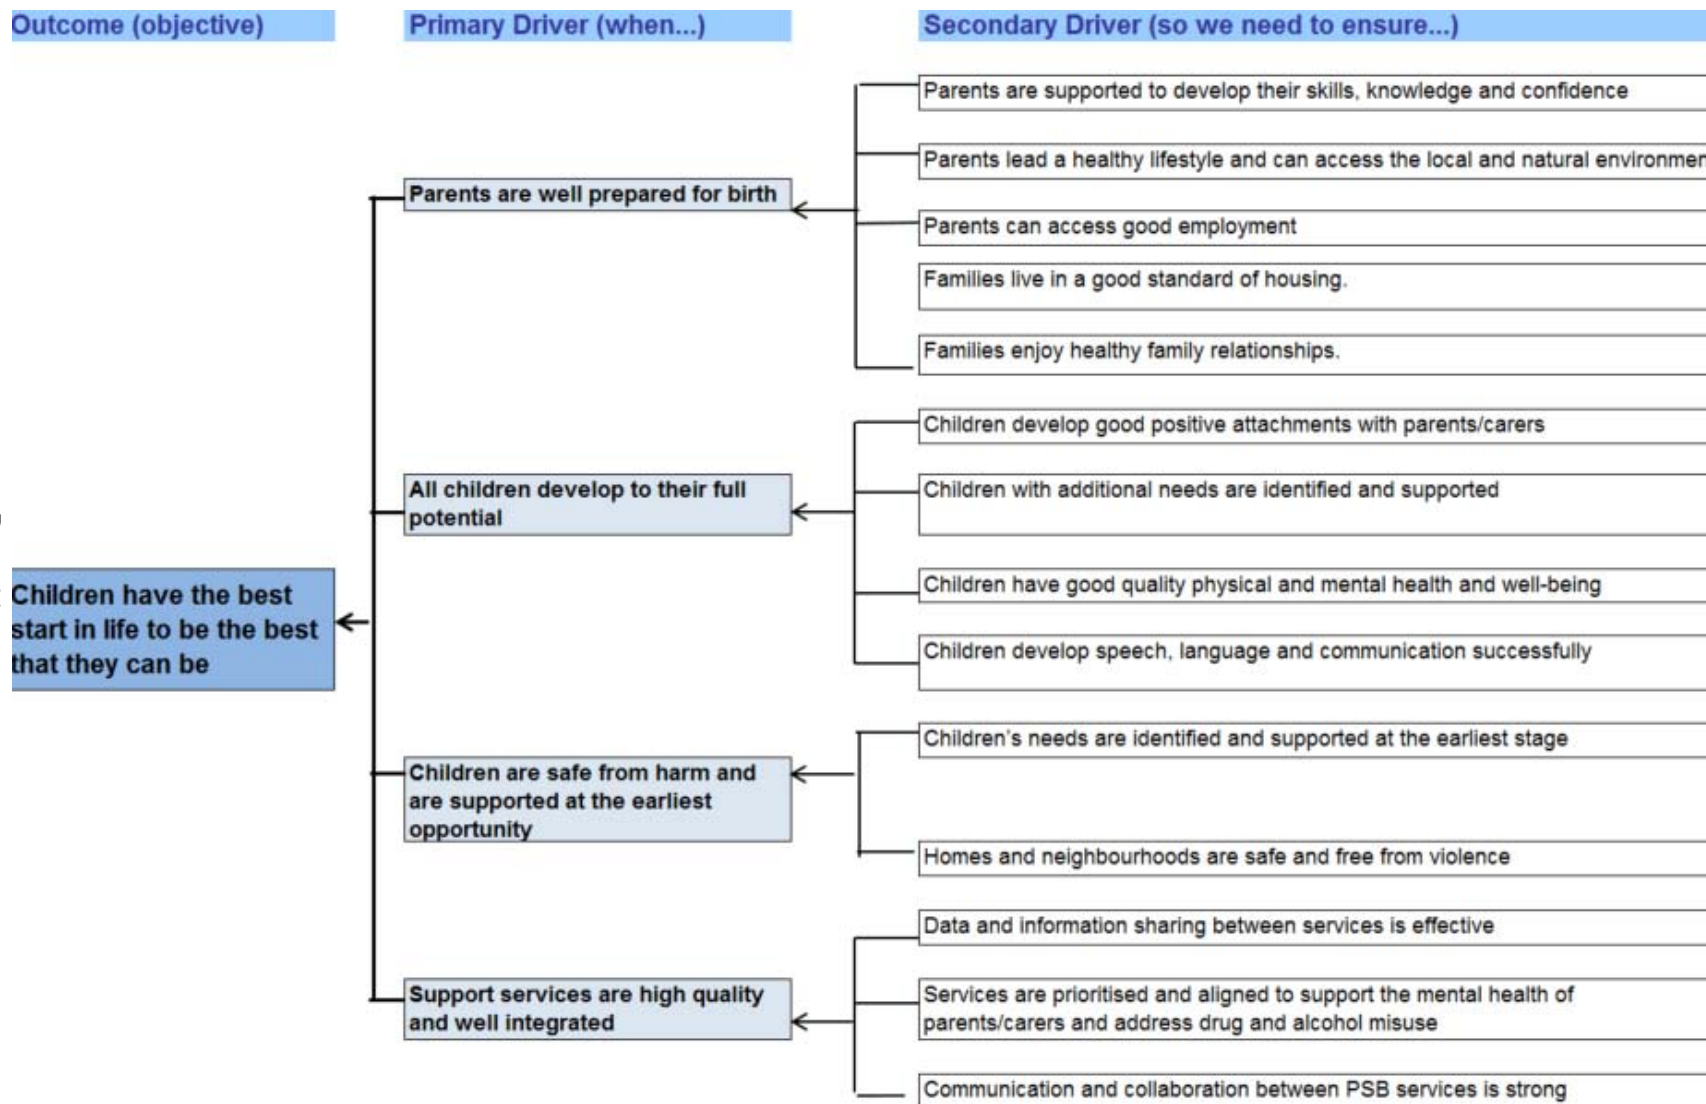 Outcome (objective)
Primary Driver (when...)
Secondary Driver (so we need to ensure...)
Children have the best
start in life to be the best
that they can be
Parents are well prepared for birth
Parents are supported to develop their skills, knowledge and confidence
Parents lead a healthy lifestyle and can access the local and natural environmen
Parents can access good employment
Families live in a good standard of housing.
Families enjoy healthy family relationships.
All children develop to their full
potential
Children develop good positive attachments with parents/carers
Children with additional needs are identified and supported
Children have good quality physical and mental health and well-being
Children develop speech, language and communication successfully
Children are safe from harm and
are supported at the earliest
opportunity
Children's needs are identified and supported at the earliest stage
Homes and neighbourhoods are safe and free from violence
Support services are high quality
and well integrated
Data and information sharing between services is effective
Services are prioritised and aligned to support the mental health of
parents/carers and address drug and alcohol misuse
Communication and collaboration between PSB services is strong